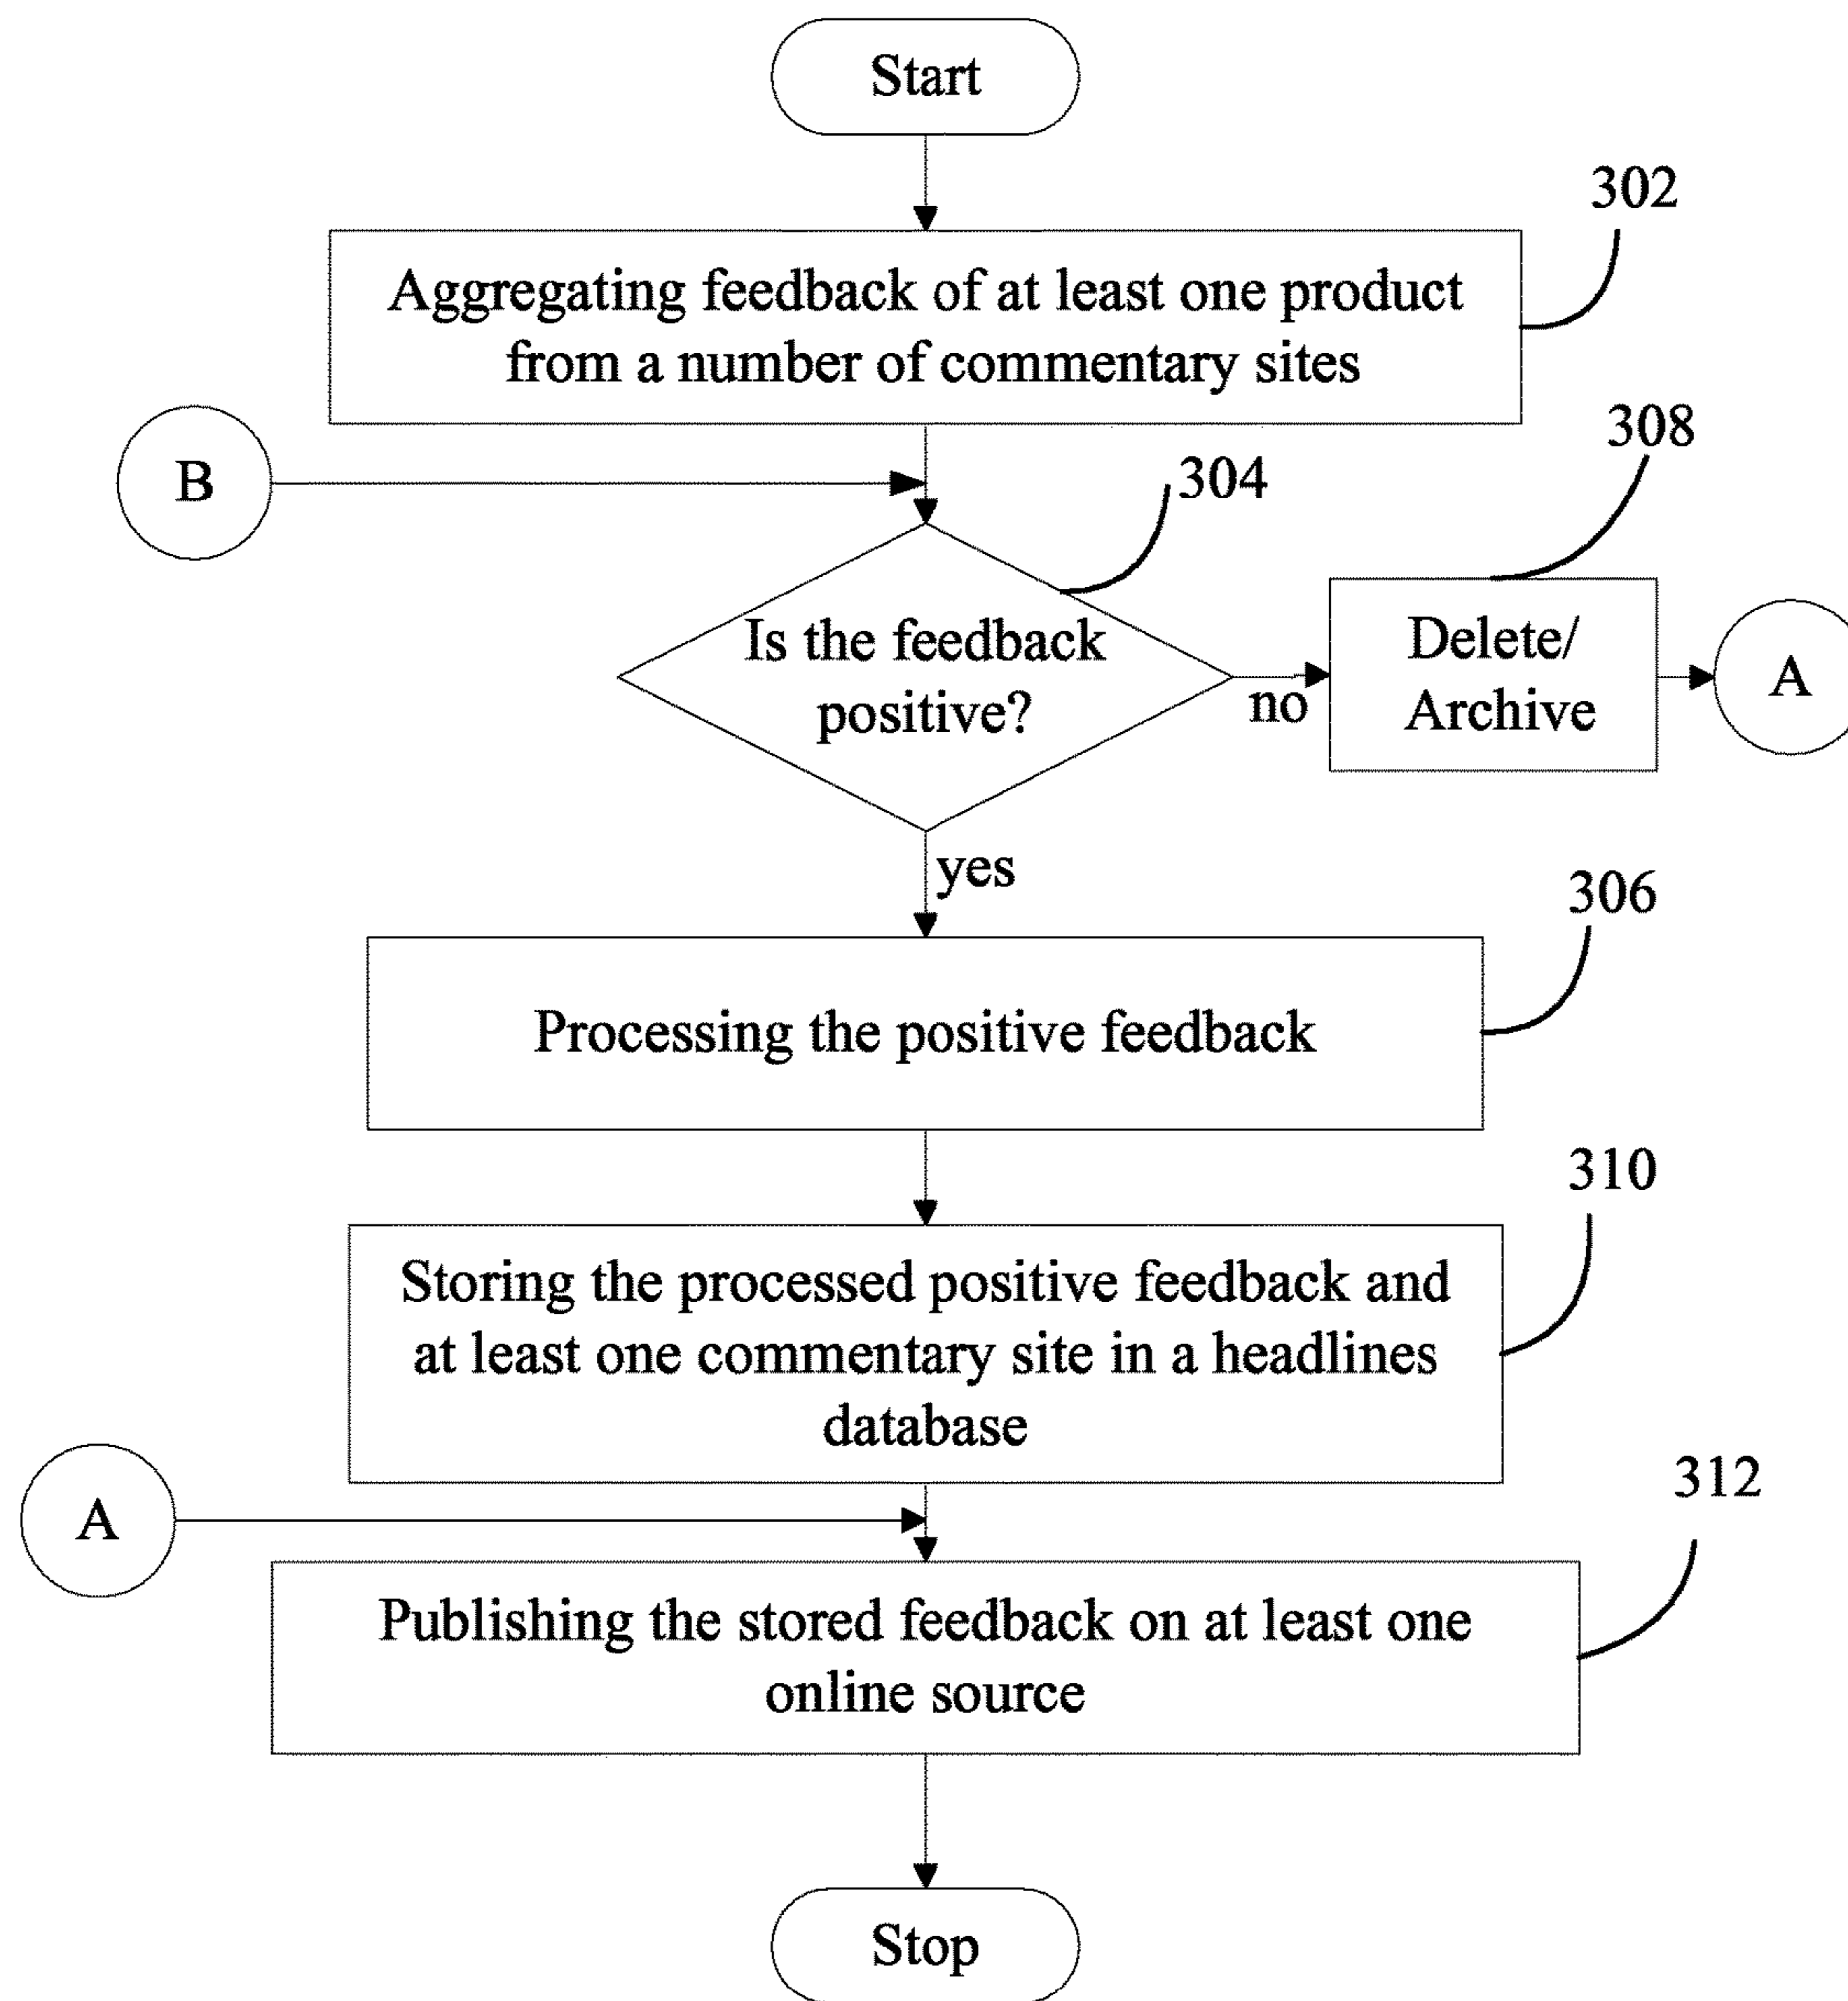 Start
302
Aggregating feedback of at least one product
from a number of commentary sites
308
B
304
Is the feedback
positive?
no
Delete/
Archive
A
yes
306
Processing the positive feedback
310
Storing the processed positive feedback and
at least one commentary site in a headlines
database
312
A
Publishing the stored feedback on at least one
online source
Stop